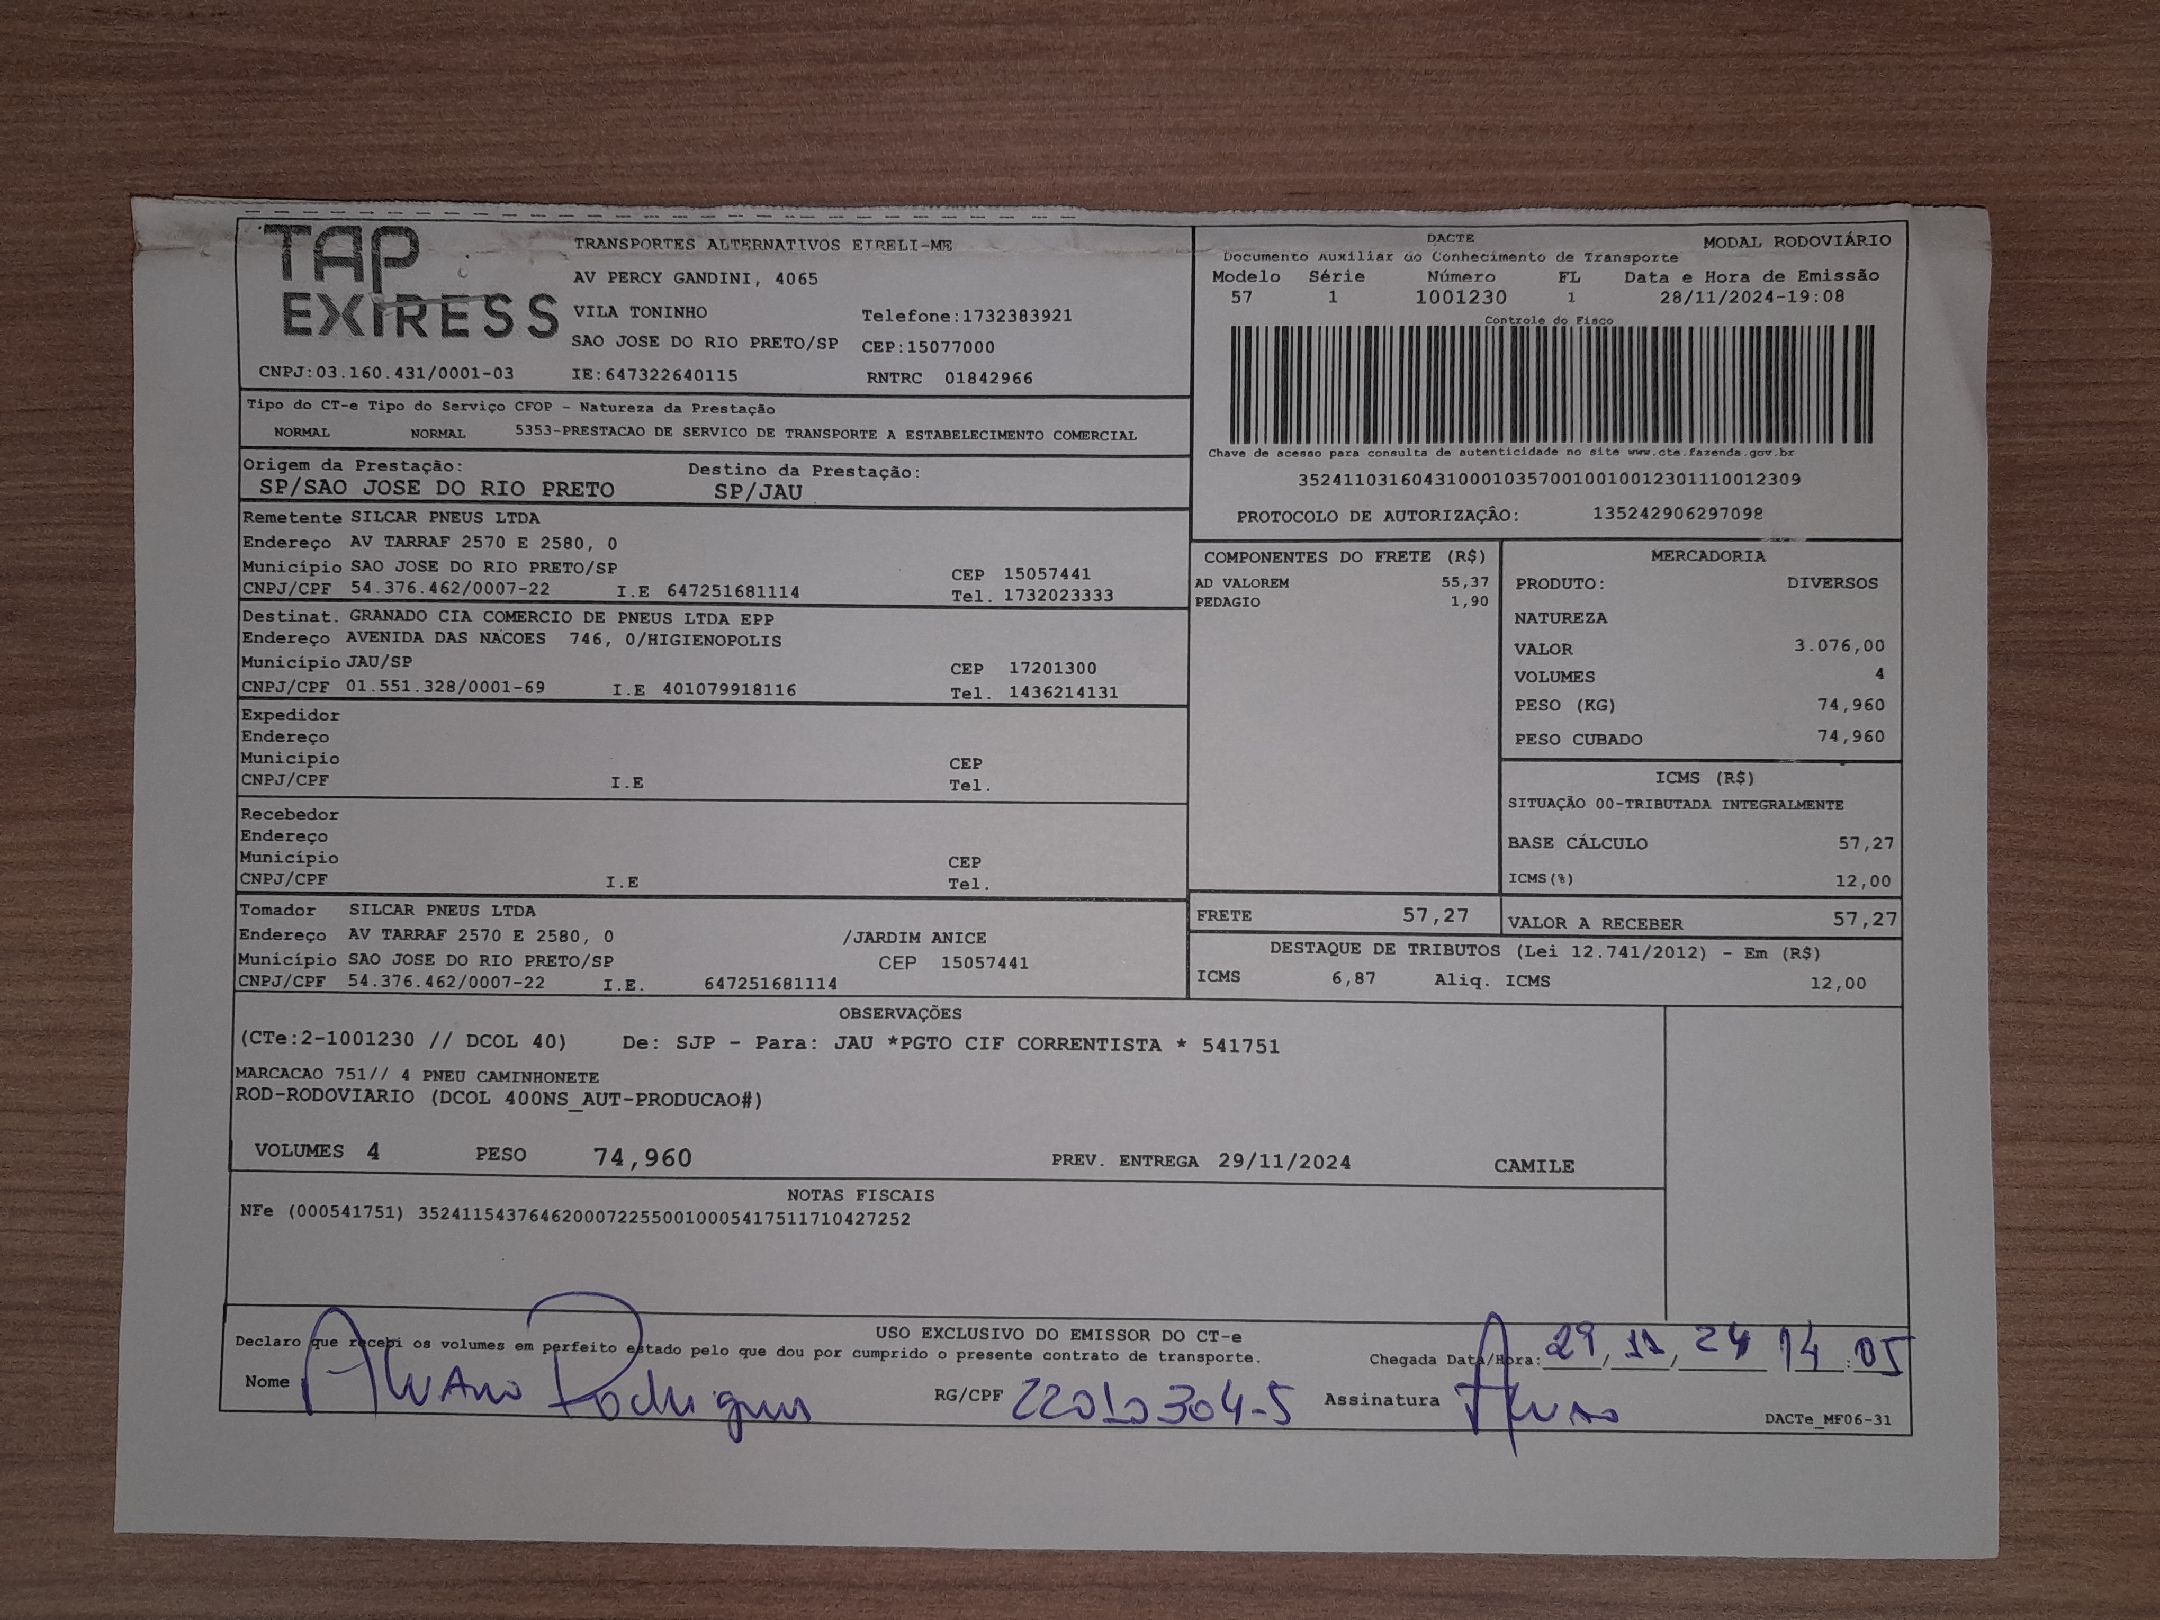 TAP
EXPRESS
TRANSPORTES ALTERNATIVOS EIRELI-ME
AV PERCY GANDINI, 4065
VILA TONINHO Telefone:1732383921
SAO JOSE DO RIO PRETO/SP CEP:15077000
CNPJ:03.160.431/0001-03 IE:647322640115 RNTRC 01842966
DACTE MODAL RODOVIÁRIO
Documento Auxiliar do Conhecimento de Transporte
Modelo Série Número FL Data e Hora de Emissão
57 1 1001230 1 28/11/2024-19:08
Controle do Fisco
Chave de acesso para consulta de autenticidade no site www.cte.fazenda.gov.br
35241103160431000103570010010012301110012309
PROTOCOLO DE AUTORIZAÇÂO: 135242906297098
Tipo do CT-e Tipo do Serviço CFOP - Natureza da Prestação
NORMAL NORMAL 5353-PRESTACAO DE SERVICO DE TRANSPORTE A ESTABELECIMENTO COMERCIAL
Origem da Prestação: Destino da Prestação:
SP/SAO JOSE DO RIO PRETO SP/JAU
Remetente SILCAR PNEUS LTDA
Endereço AV TARRAF 2570 E 2580, 0
Município SAO JOSE DO RIO PRETO/SP CEP 15057441
CNPJ/CPF 54.376.462/0007-22 I.E 647251681114 Tel. 1732023333
Destinat. GRANADO CIA COMERCIO DE PNEUS LTDA EPP
Endereço AVENIDA DAS NACOES 746, 0/HIGIENOPOLIS
Município JAU/SP CEP 17201300
CNPJ/CPF 01.551.328/0001-69 I.E 401079918116 Tel. 1436214131
Expedidor
Endereço
Município CEP
CNPJ/CPF I.E Tel.
Recebedor
Endereço
Município CEP
CNPJ/CPF I.E Tel.
Tomador SILCAR PNEUS LTDA
Endereço AV TARRAF 2570 E 2580, 0 /JARDIM ANICE
Município SAO JOSE DO RIO PRETO/SP CEP 15057441
CNPJ/CPF 54.376.462/0007-22 I.E. 647251681114
COMPONENTES DO FRETE (R$)
AD VALOREM 55,37
PEDAGIO 1,90
MERCADORIA
PRODUTO: DIVERSOS
NATUREZA
VALOR 3.076,00
VOLUMES 4
PESO (KG) 74,960
PESO CUBADO 74,960
ICMS (R$)
SITUAÇÃO 00-TRIBUTADA INTEGRALMENTE
BASE CÁLCULO 57,27
ICMS(%) 12,00
FRETE 57,27 VALOR A RECEBER 57,27
DESTAQUE DE TRIBUTOS (Lei 12.741/2012) - Em (R$)
ICMS 6,87 Aliq. ICMS 12,00
OBSERVAÇÕES
(CTe:2-1001230 // DCOL 40) De: SJP - Para: JAU *PGTO CIF CORRENTISTA * 541751
MARCACAO 751// 4 PNEU CAMINHONETE
ROD-RODOVIARIO (DCOL 400NS_AUT-PRODUCAO#)
VOLUMES 4 PESO 74,960 PREV. ENTREGA 29/11/2024 CAMILE
NOTAS FISCAIS
NFe (000541751) 35241154376462000722550010005417511710427252
USO EXCLUSIVO DO EMISSOR DO CT-e
Declaro que recebi os volumes em perfeito estado pelo que dou por cumprido o presente contrato de transporte.
Chegada Data/Hora: 29/11/24 14:05
Nome Alvaro Rodrigues RG/CPF 22010304-5 Assinatura Alvaro
DACTe_MF06-31